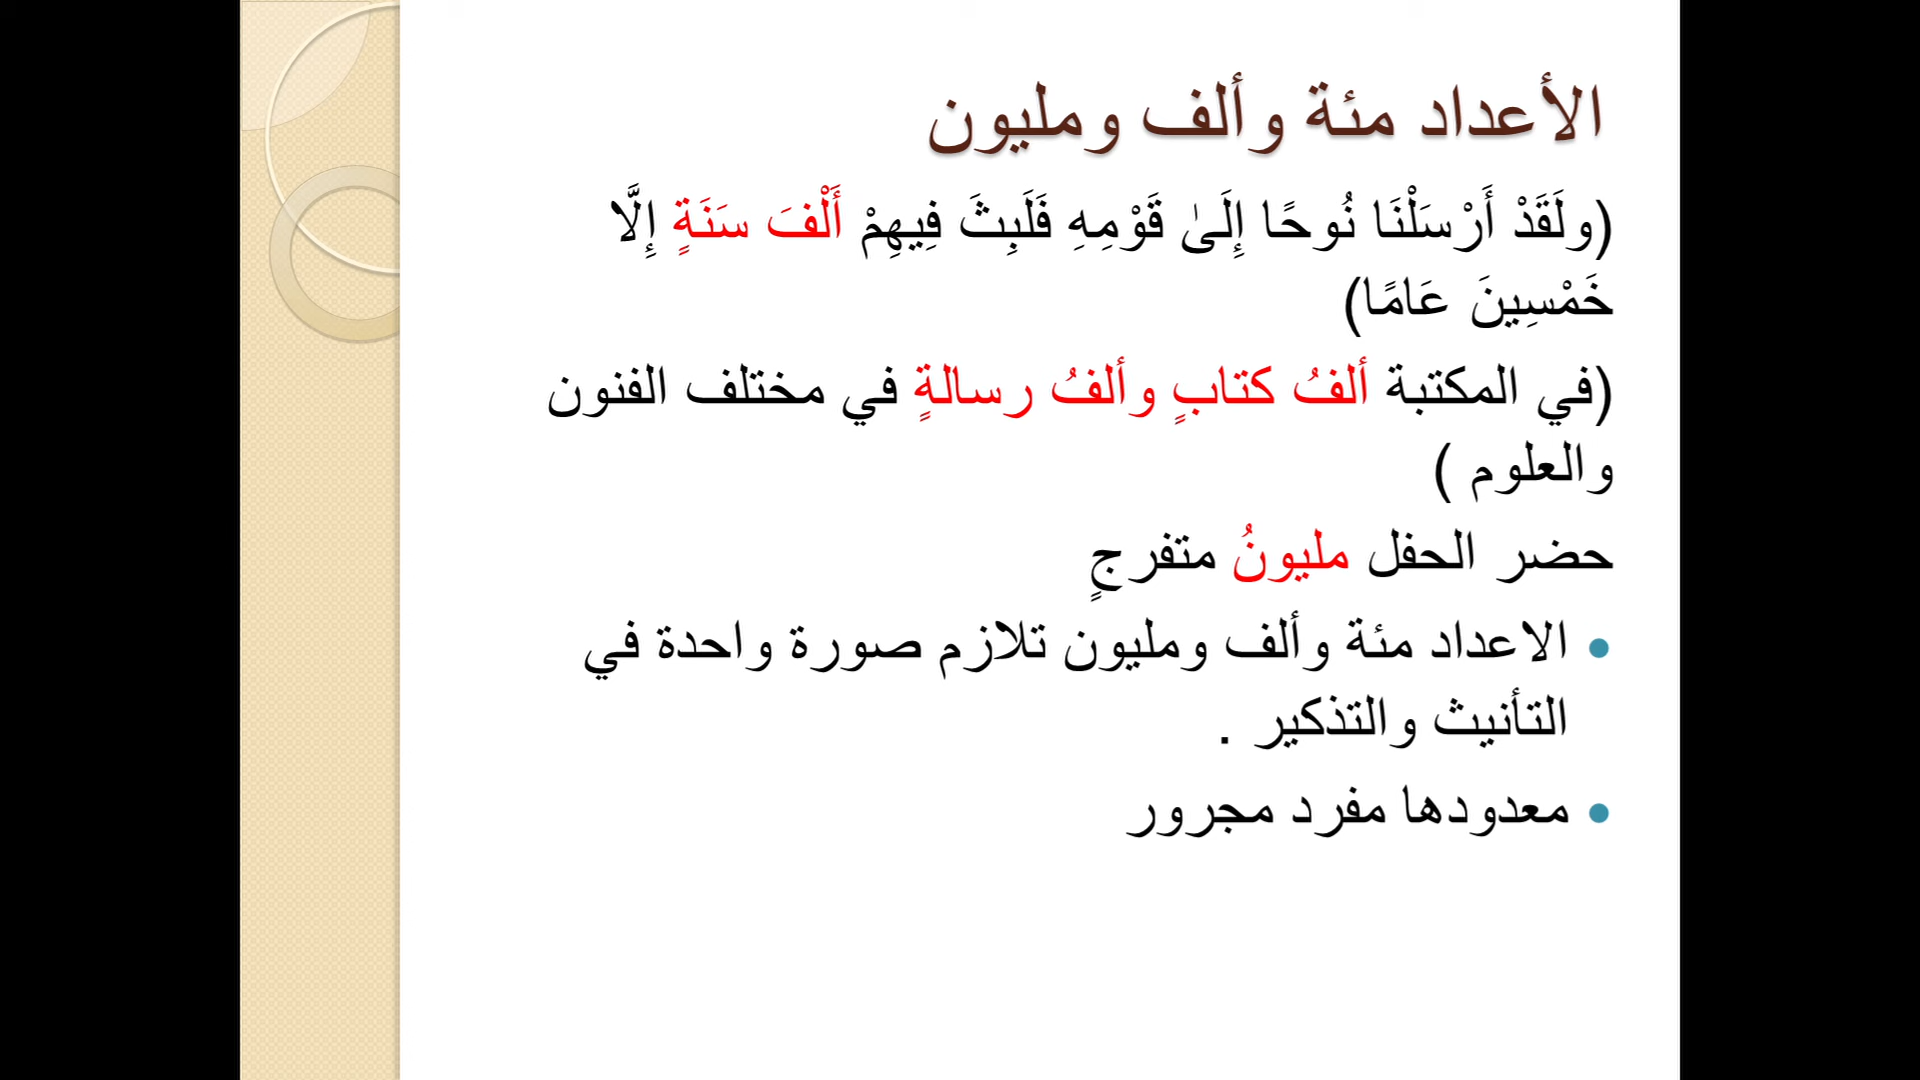 الأعداد مئة وألف ومليون
(ولَقَدْ أَرْسَلْنَا نُوحًا إِلَىٰ قَوْمِهِ فَلَبِثَ فِيهِمْ أَلْفَ سَنَةٍ إِلَّا
خَمْسِينَ عَامًا)
(في المكتبة ألفُ كتابٍ وألفُ رسالةٍ في مختلف الفنون
والعلوم )
حضر الحفل مليونُ متفرجٍ
• الاعداد مئة وألف ومليون تلازم صورة واحدة في
التأنيث والتذكير .
• معدودها مفرد مجرور